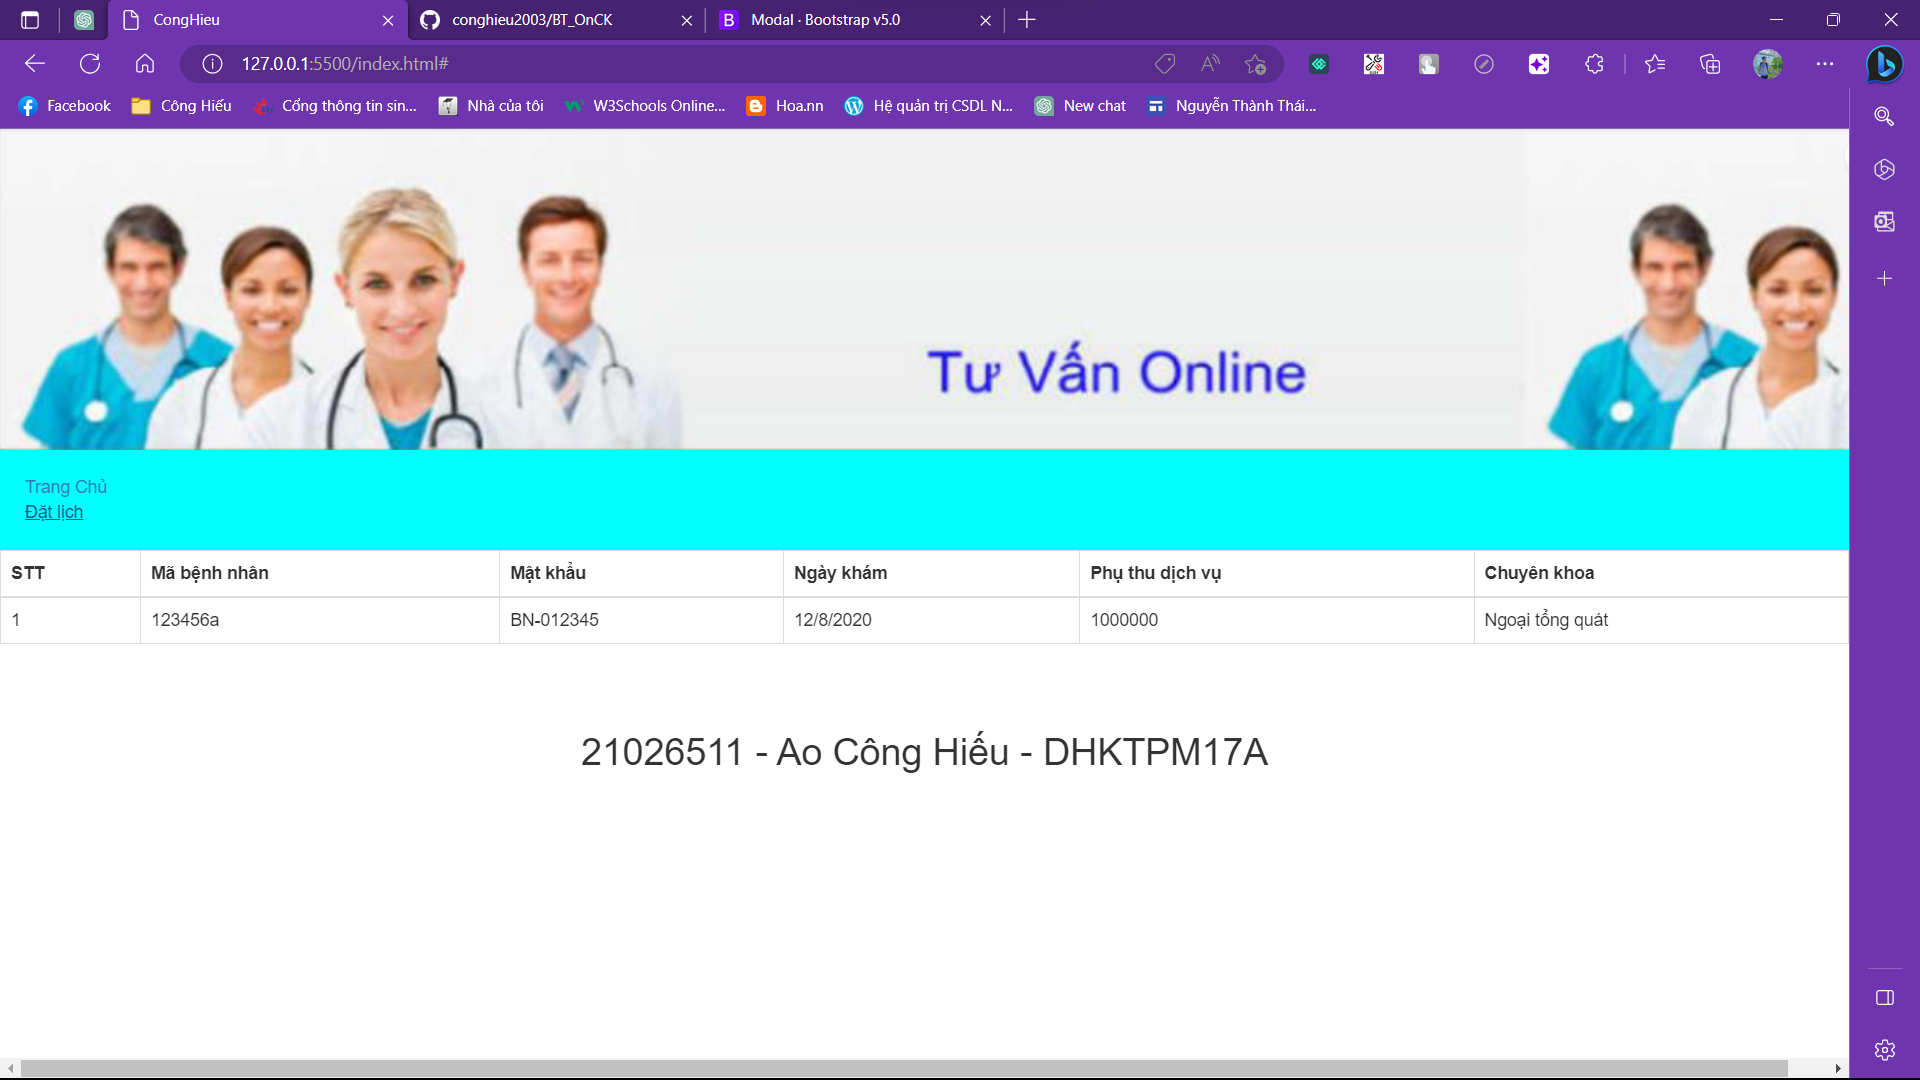 CongHieu
conghieu2003/BT_OnCK
Modal · Bootstrap v5.0
127.0.0.1:5500/index.html#
Facebook
Công Hiếu
Cổng thông tin sin...
Nhà của tôi
W3Schools Online...
Hoa.nn
Hệ quản trị CSDL N...
New chat
Nguyễn Thành Thái...
Tư Vấn Online
Trang Chủ
Đặt lịch
STT Mã bệnh nhân Mật khẩu Ngày khám Phụ thu dịch vụ Chuyên khoa
1 123456a BN-012345 12/8/2020 1000000 Ngoại tổng quát
21026511 - Ao Công Hiếu - DHKTPM17A